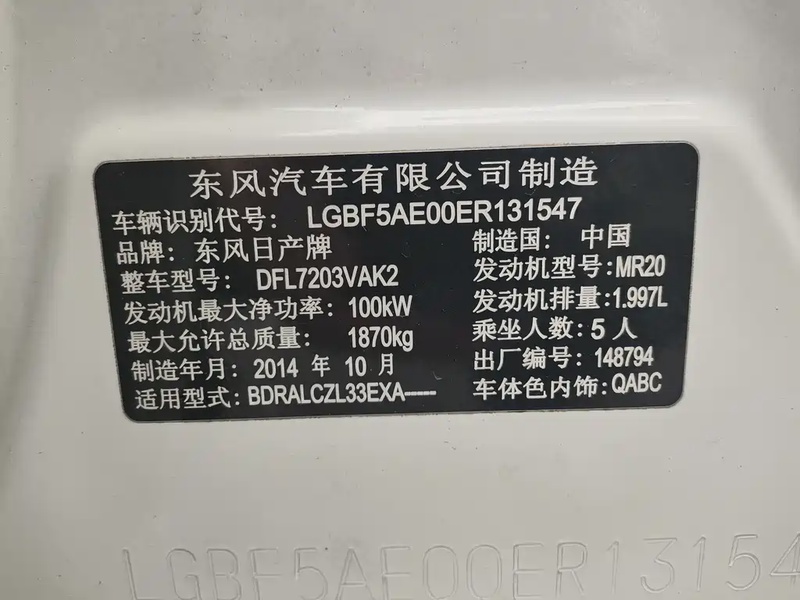 东风汽车有限公司制造
车辆识别代号: LGBF5AE00ER131547
品牌: 东风日产牌 制造国: 中国
整车型号: DFL7203VAK2 发动机型号:MR20
发动机最大净功率: 100kW 发动机排量:1.997L
最大允许总质量: 1870kg 乘坐人数: 5 人
制造年月: 2014 年 10 月 出厂编号: 148794
适用型式: BDRALCZL33EXA----- 车体色内饰:QABC
LGBF5AE00ER13154